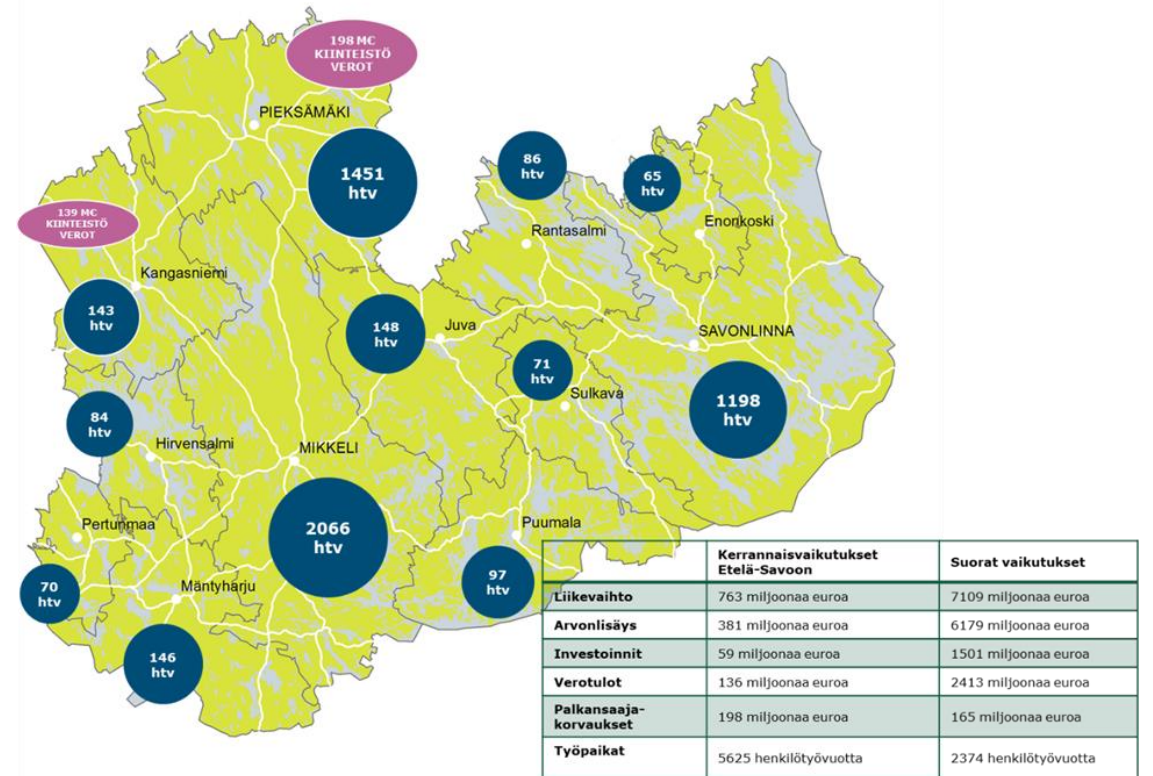 198 M€
KIINTEISTÖ
VEROT
PIEKSÄMÄKI
1451
htv
86
htv
65
htv
139 M€
KIINTEISTÖ
VEROT
Rantasalmi
Enonkoski
Kangasniemi
143
htv
148
htv
Juva
SAVONLINNA
71
htv
Sulkava
1198
htv
84
htv
Hirvensalmi
MIKKELI
2066
htv
Pertunmaa
Puumala
70
htv
Mäntyharju
97
htv
146
htv
Kerrannaisvaikutukset
Etelä-Savoon
Suorat vaikutukset
Liikevaihto 763 miljoonaa euroa 7109 miljoonaa euroa
Arvonlisäys 381 miljoonaa euroa 6179 miljoonaa euroa
Investoinnit 59 miljoonaa euroa 1501 miljoonaa euroa
Verotulot 136 miljoonaa euroa 2413 miljoonaa euroa
Palkansaaja-
korvaukset 198 miljoonaa euroa 165 miljoonaa euroa
Työpaikat 5625 henkilötyövuotta 2374 henkilötyövuotta